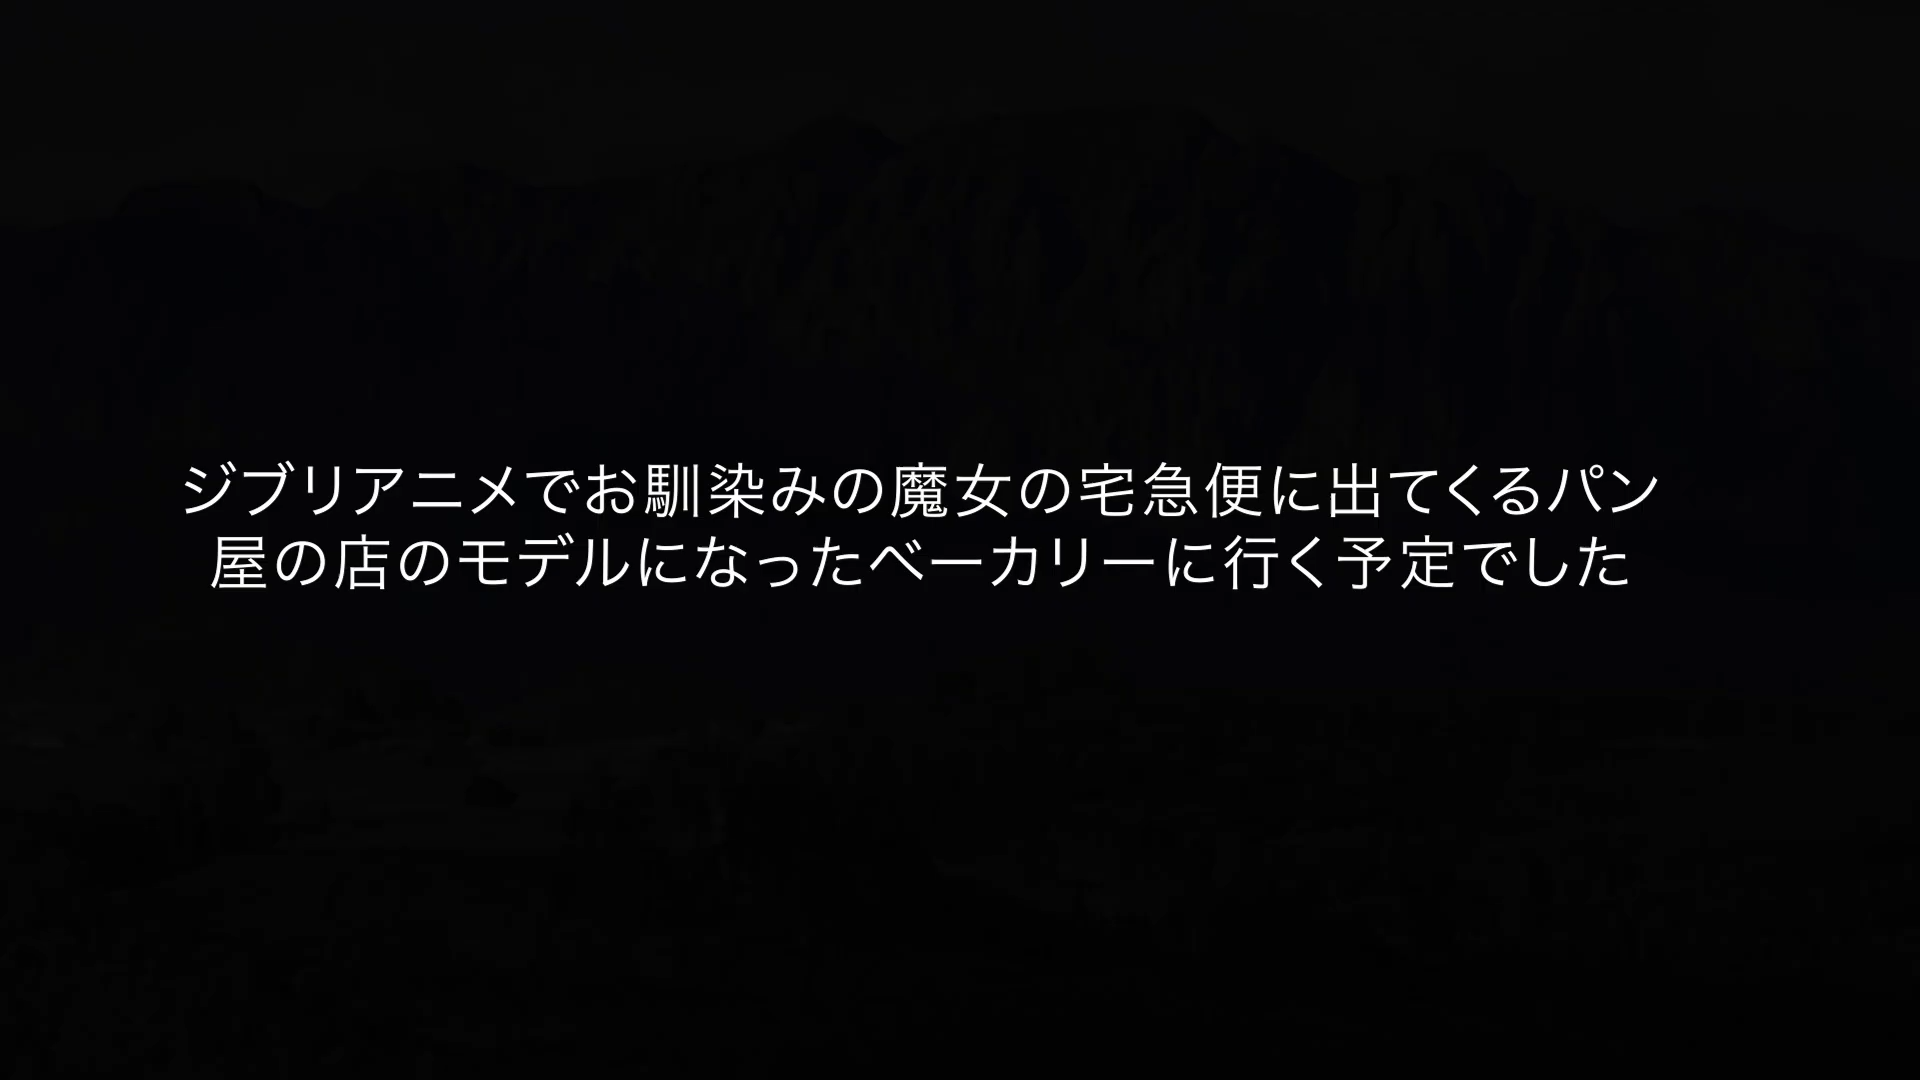 ジブリアニメでお馴染みの魔女の宅急便に出てくるパン
屋の店のモデルになったベーカリーに行く予定でした